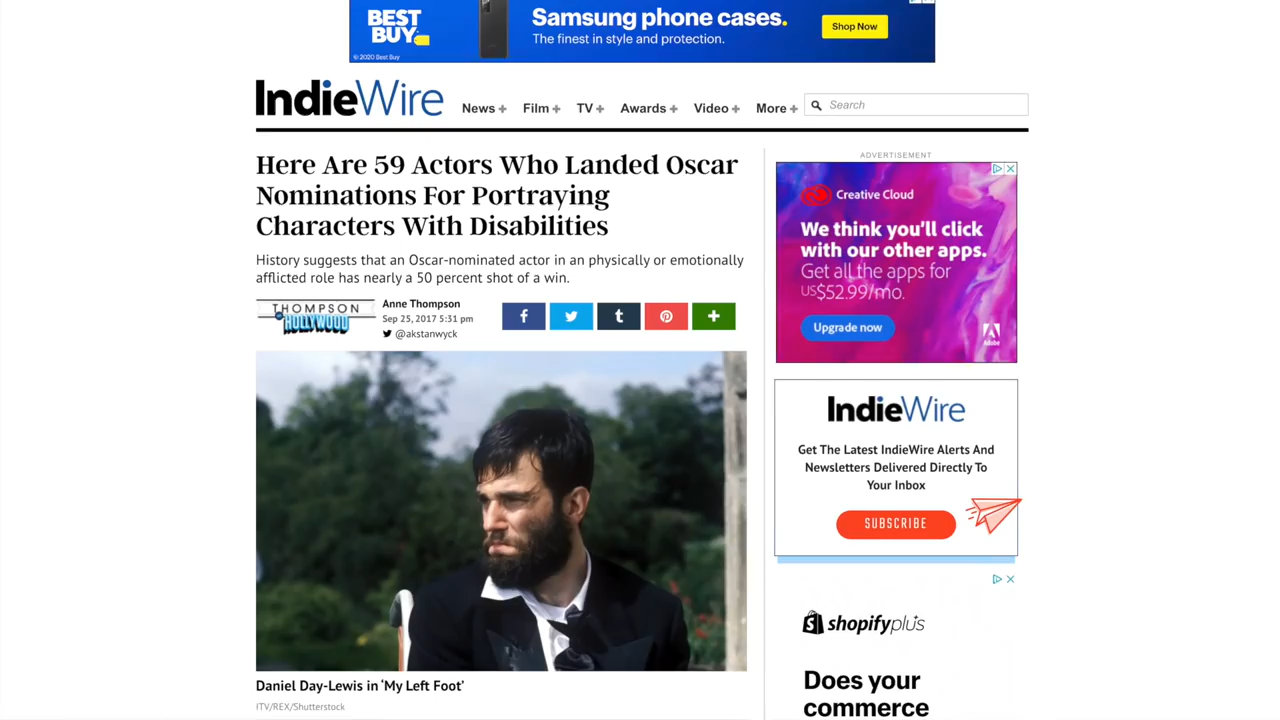 BEST
BUY
© 2020 Best Buy
Samsung phone cases.
The finest in style and protection.
Shop Now
IndieWire
News + Film + TV + Awards + Video + More +
Search
Here Are 59 Actors Who Landed Oscar
Nominations For Portraying
Characters With Disabilities
History suggests that an Oscar-nominated actor in an physically or emotionally
afflicted role has nearly a 50 percent shot of a win.
THOMPSON
ON
HOLLYWOOD
Anne Thompson
Sep 25, 2017 5:31 pm
@akstanwyck
Daniel Day-Lewis in ‘My Left Foot’
ITV/REX/Shutterstock
ADVERTISEMENT
Creative Cloud
We think you'll click
with our other apps.
Get all the apps for
US$52.99/mo.
Upgrade now
Adobe
IndieWire
Get The Latest IndieWire Alerts And
Newsletters Delivered Directly To
Your Inbox
SUBSCRIBE
shopifyplus
Does your
commerce